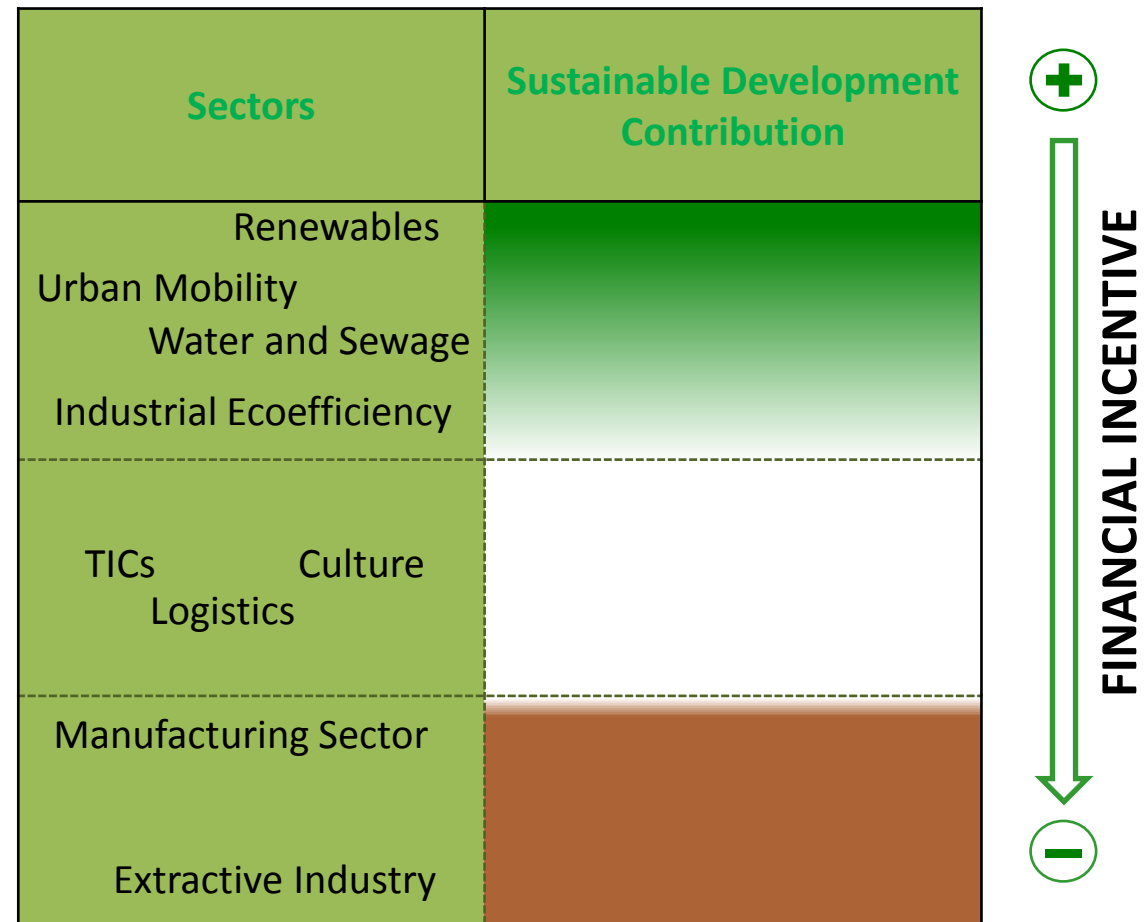 Sectors
Sustainable Development
Contribution
Renewables
Urban Mobility
Water and Sewage
Industrial Ecoefficiency
TICs Culture
Logistics
Manufacturing Sector
Extractive Industry
FINANCIAL INCENTIVE